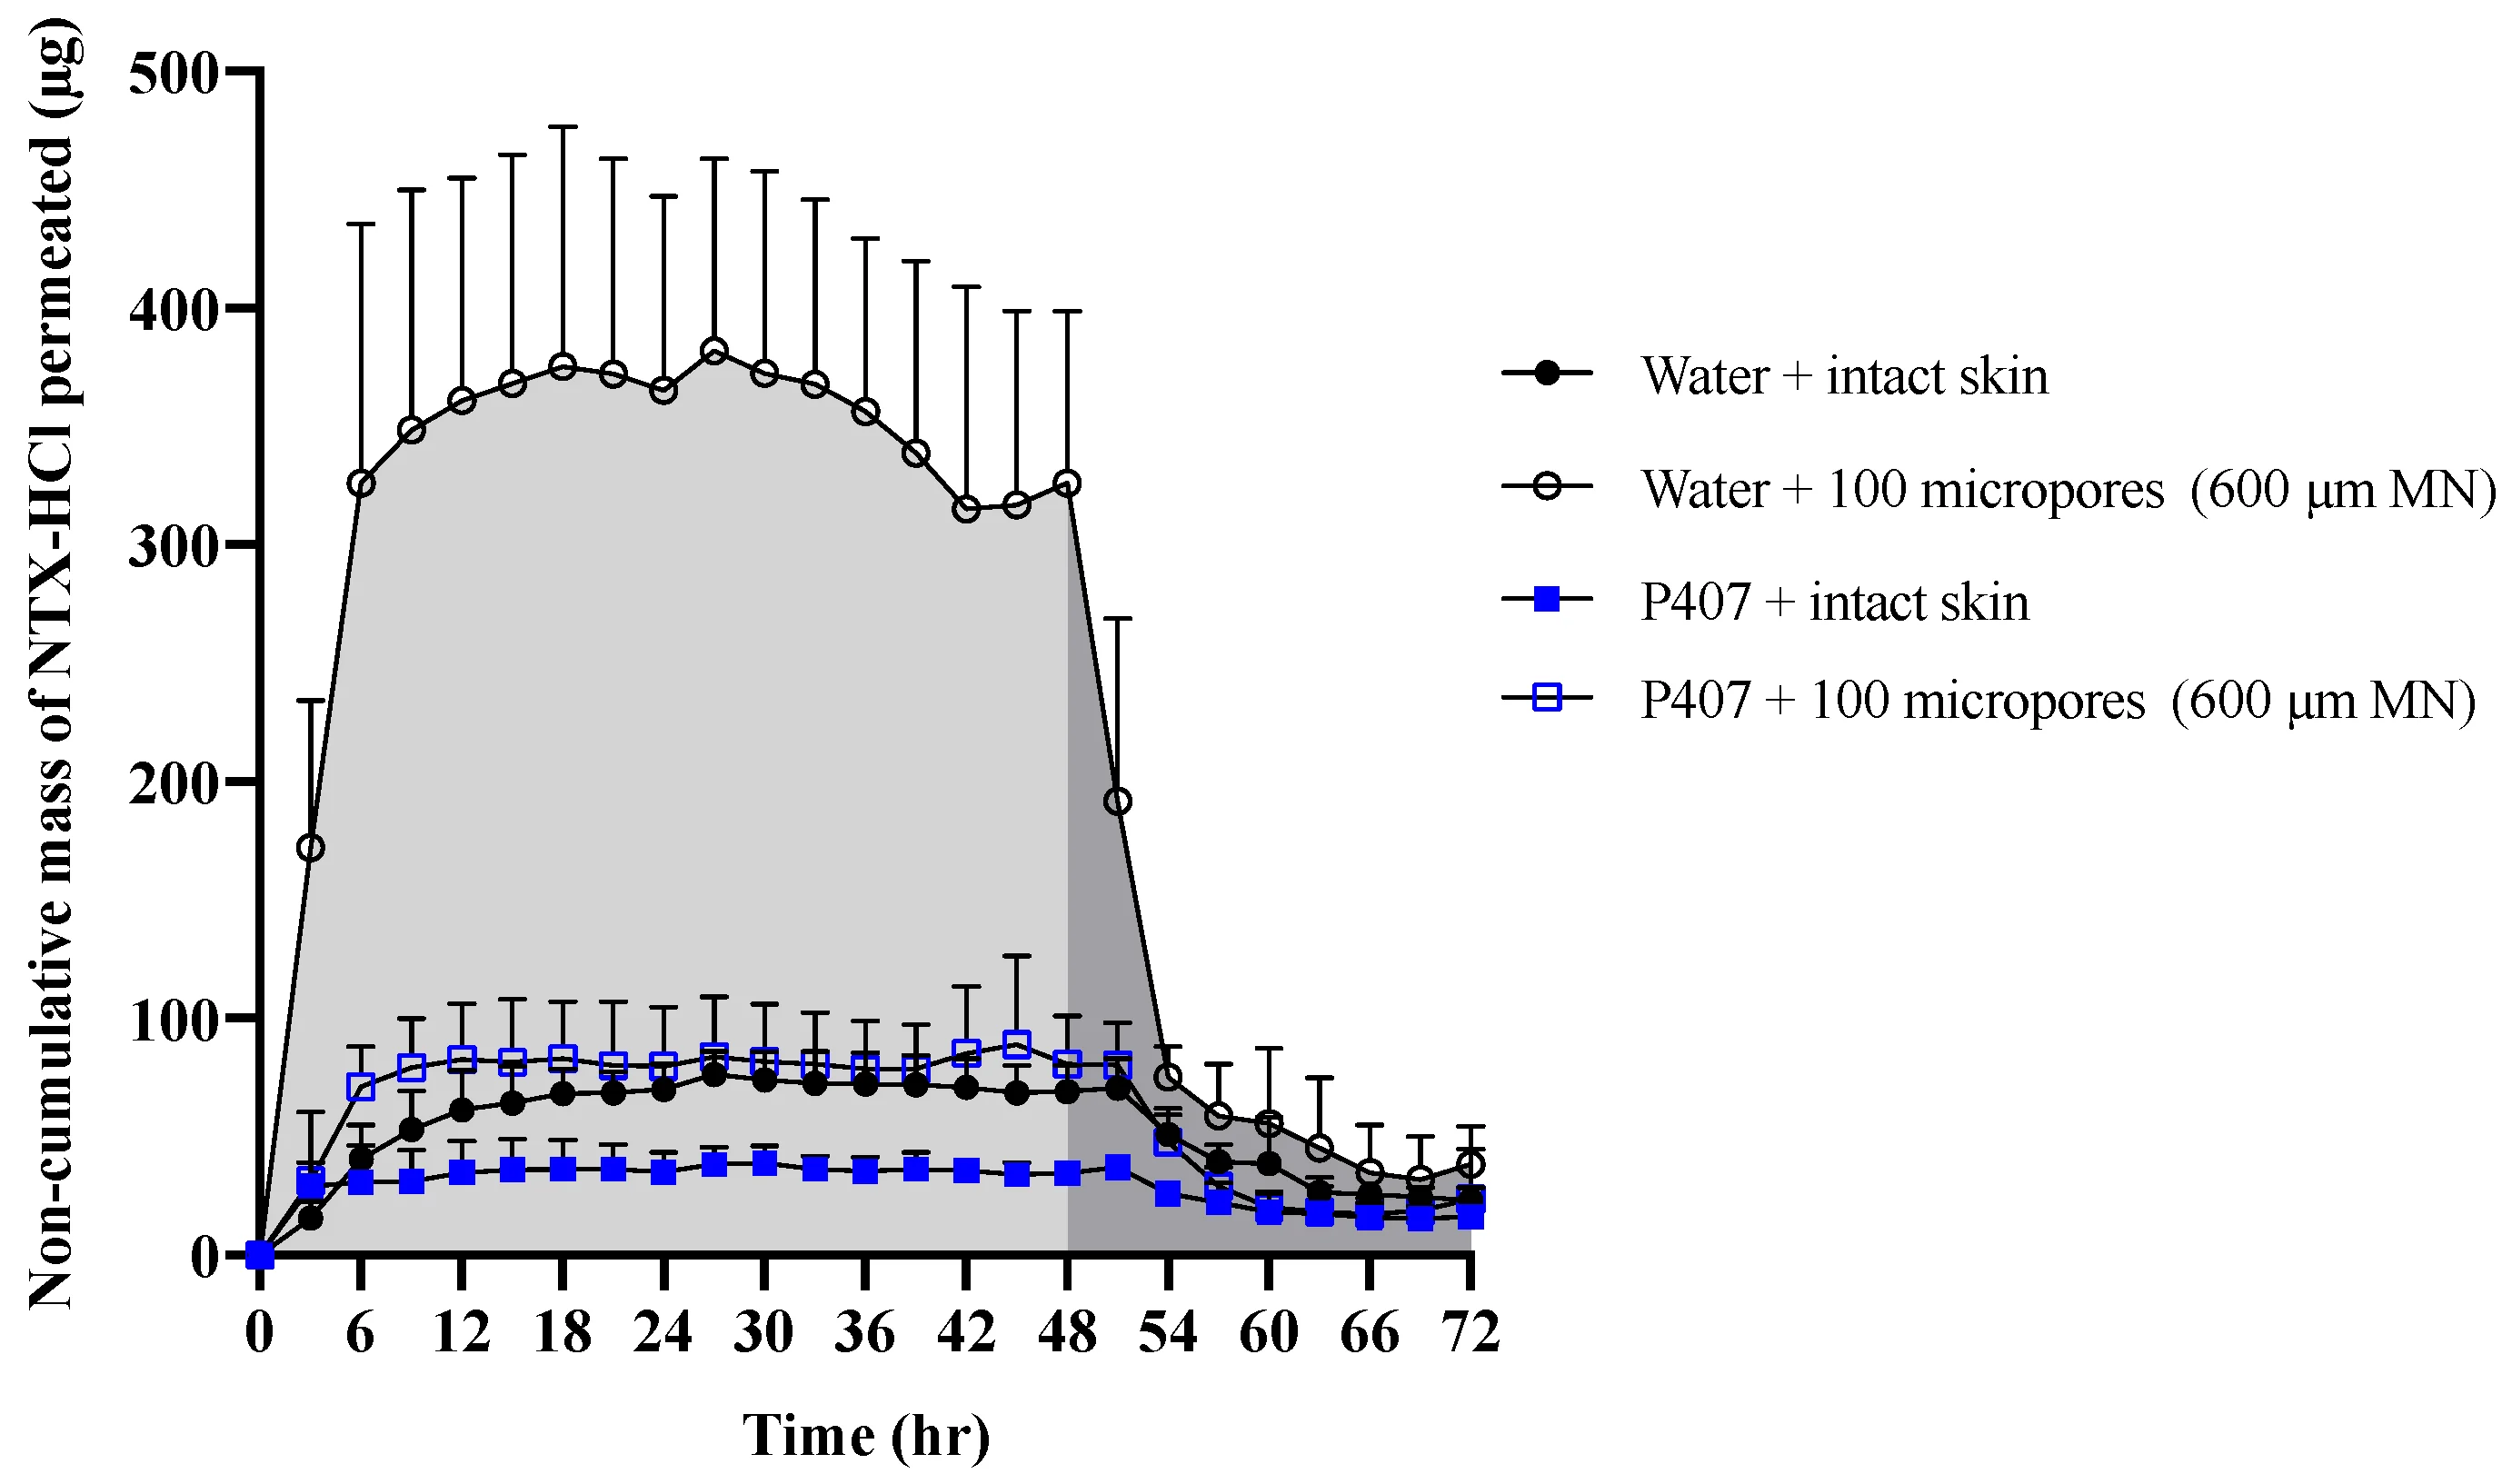 Non-cumulative mass of NTX-HCl permeated (μg)
500
400
300
200
100
0
0 6 12 18 24 30 36 42 48 54 60 66 72
Time (hr)
Water + intact skin
Water + 100 micropores (600 μm MN)
P407 + intact skin
P407 + 100 micropores (600 μm MN)